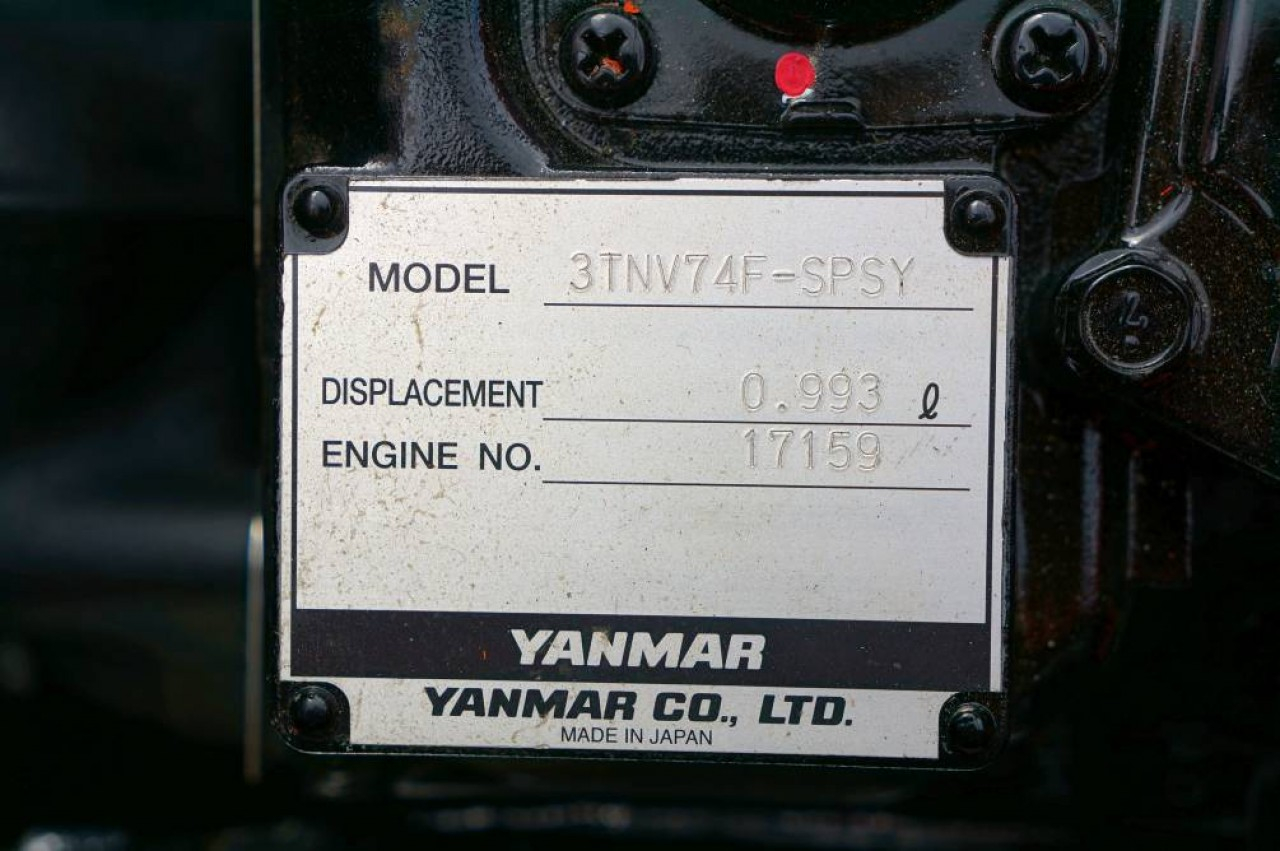 MODEL 3TNV74F-SPSY
DISPLACEMENT 0.993 ℓ
ENGINE NO. 17159
YANMAR
YANMAR CO., LTD.
MADE IN JAPAN